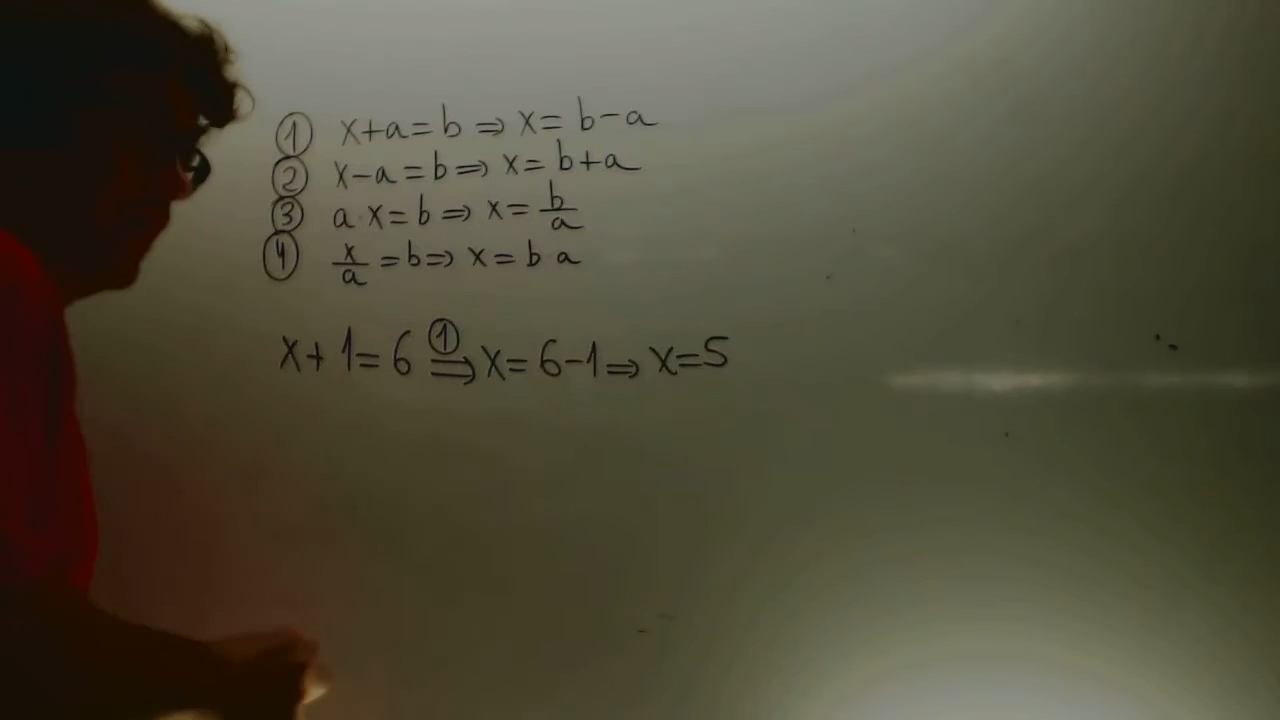 ① x+a=b⇒x=b-a
② x-a=b⇒x=b+a
③ a·x=b⇒x=b/a
④ x/a=b⇒x=b a
x+1=6 ①⇒ x=6-1⇒x=5